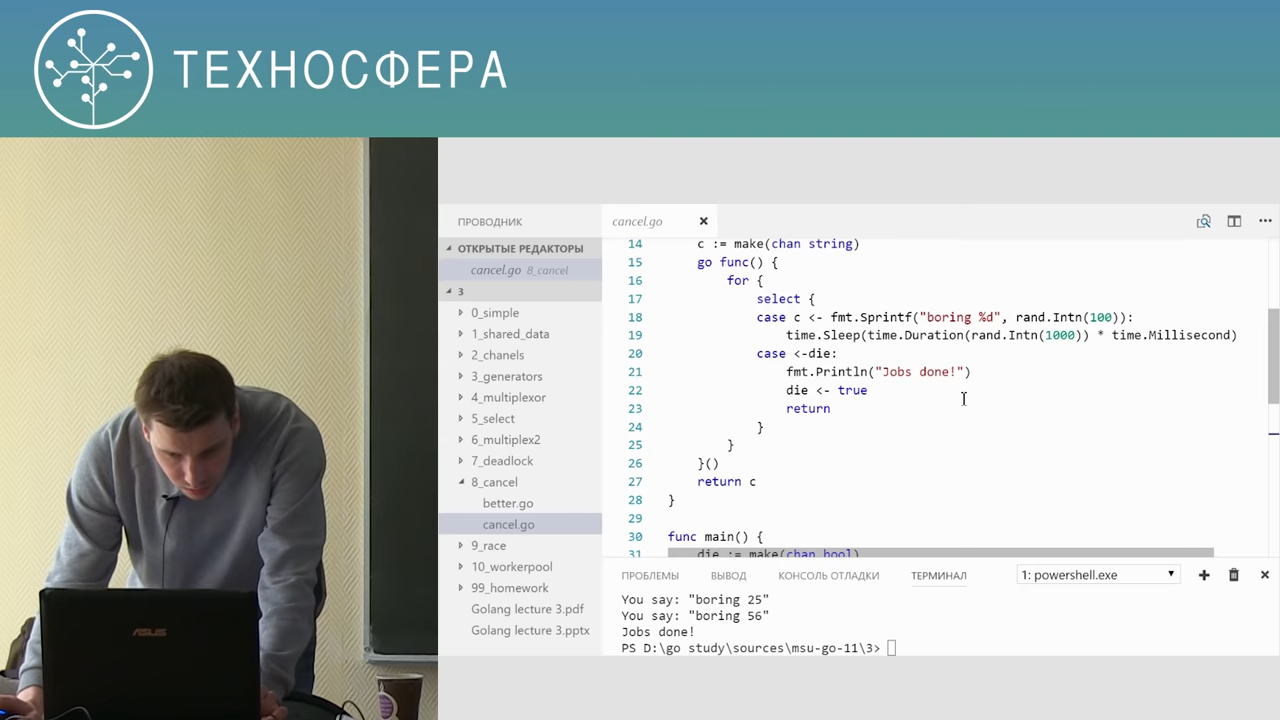 ТЕХНОСФЕРА
ПРОВОДНИК
ОТКРЫТЫЕ РЕДАКТОРЫ
cancel.go 8_cancel
3
0_simple
1_shared_data
2_chanels
3_generators
4_multiplexor
5_select
6_multiplex2
7_deadlock
8_cancel
better.go
cancel.go
9_race
10_workerpool
99_homework
Golang lecture 3.pdf
Golang lecture 3.pptx
cancel.go
14 c := make(chan string)
15 go func() {
16 for {
17 select {
18 case c <- fmt.Sprintf("boring %d", rand.Intn(100)):
19 time.Sleep(time.Duration(rand.Intn(1000)) * time.Millisecond)
20 case <-die:
21 fmt.Println("Jobs done!")
22 die <- true
23 return
24 }
25 }
26 }()
27 return c
28 }
29
30 func main() {
31 die := make(chan bool)
ПРОБЛЕМЫ ВЫВОД КОНСОЛЬ ОТЛАДКИ ТЕРМИНАЛ 1: powershell.exe
You say: "boring 25"
You say: "boring 56"
Jobs done!
PS D:\go study\sources\msu-go-11\3>
ASUS